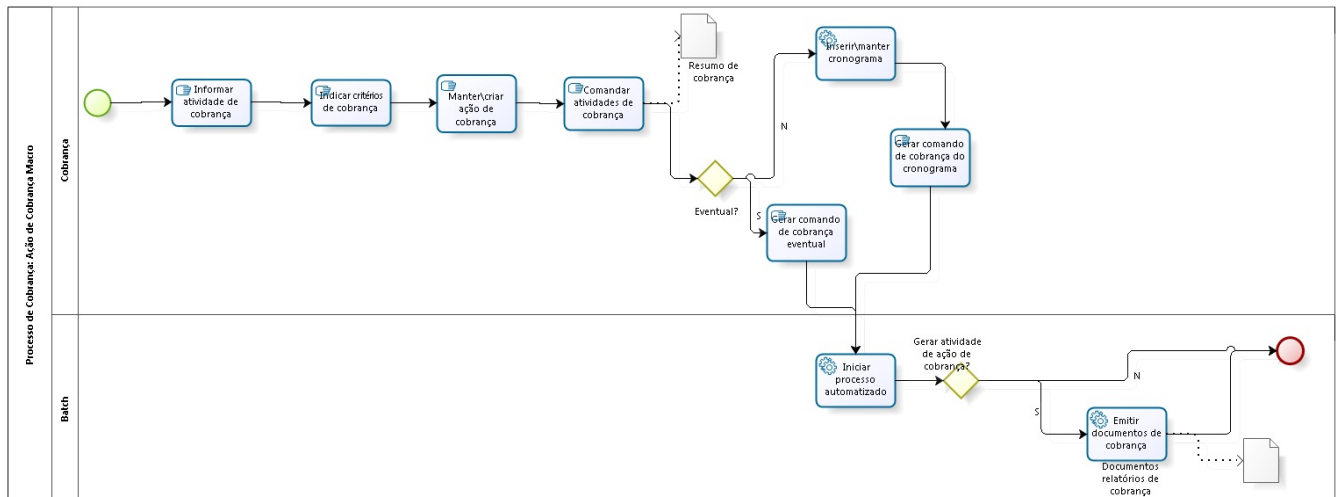 Processo de Cobrança: Ação de Cobrança Macro
Cobrança
Informar
atividade de
cobrança
Indicar critérios
de cobrança
Manter\criar
ação de
cobrança
Comandar
atividades de
cobrança
Resumo de
cobrança
Eventual?
N
S
Inserir\manter
cronograma
Gerar comando
de cobrança do
cronograma
Gerar comando
de cobrança
eventual
Batch
Iniciar
processo
automatizado
Gerar atividade
de ação de
cobrança?
N
S
Emitir
documentos de
cobrança
Documentos
relatórios de
cobrança